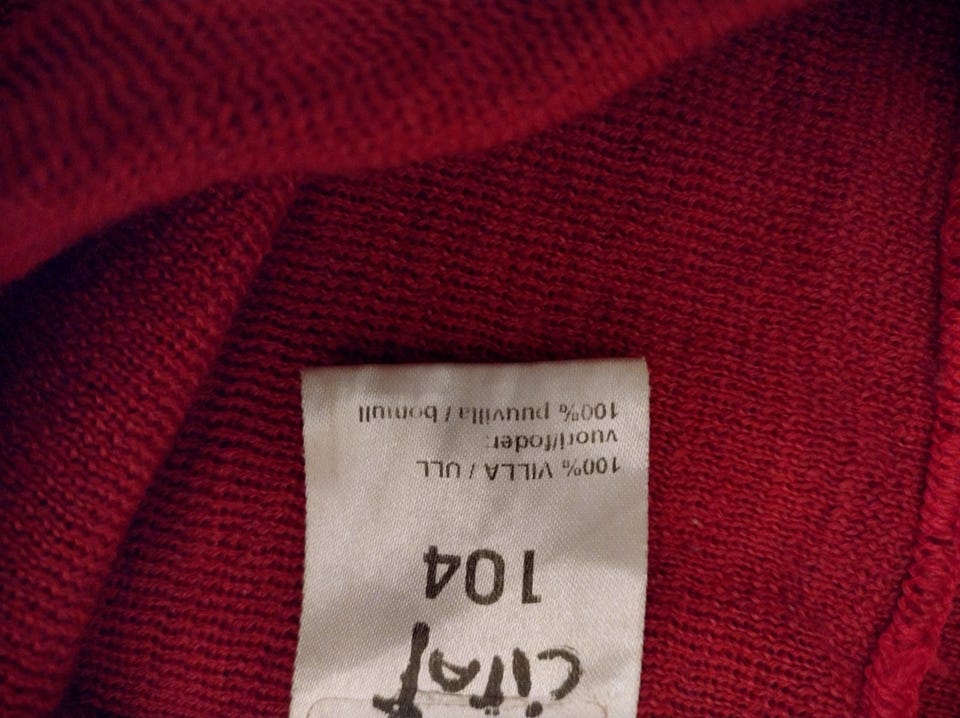 104
100% VILLA / ULL
vuori/foder:
100% puuvilla / bomull